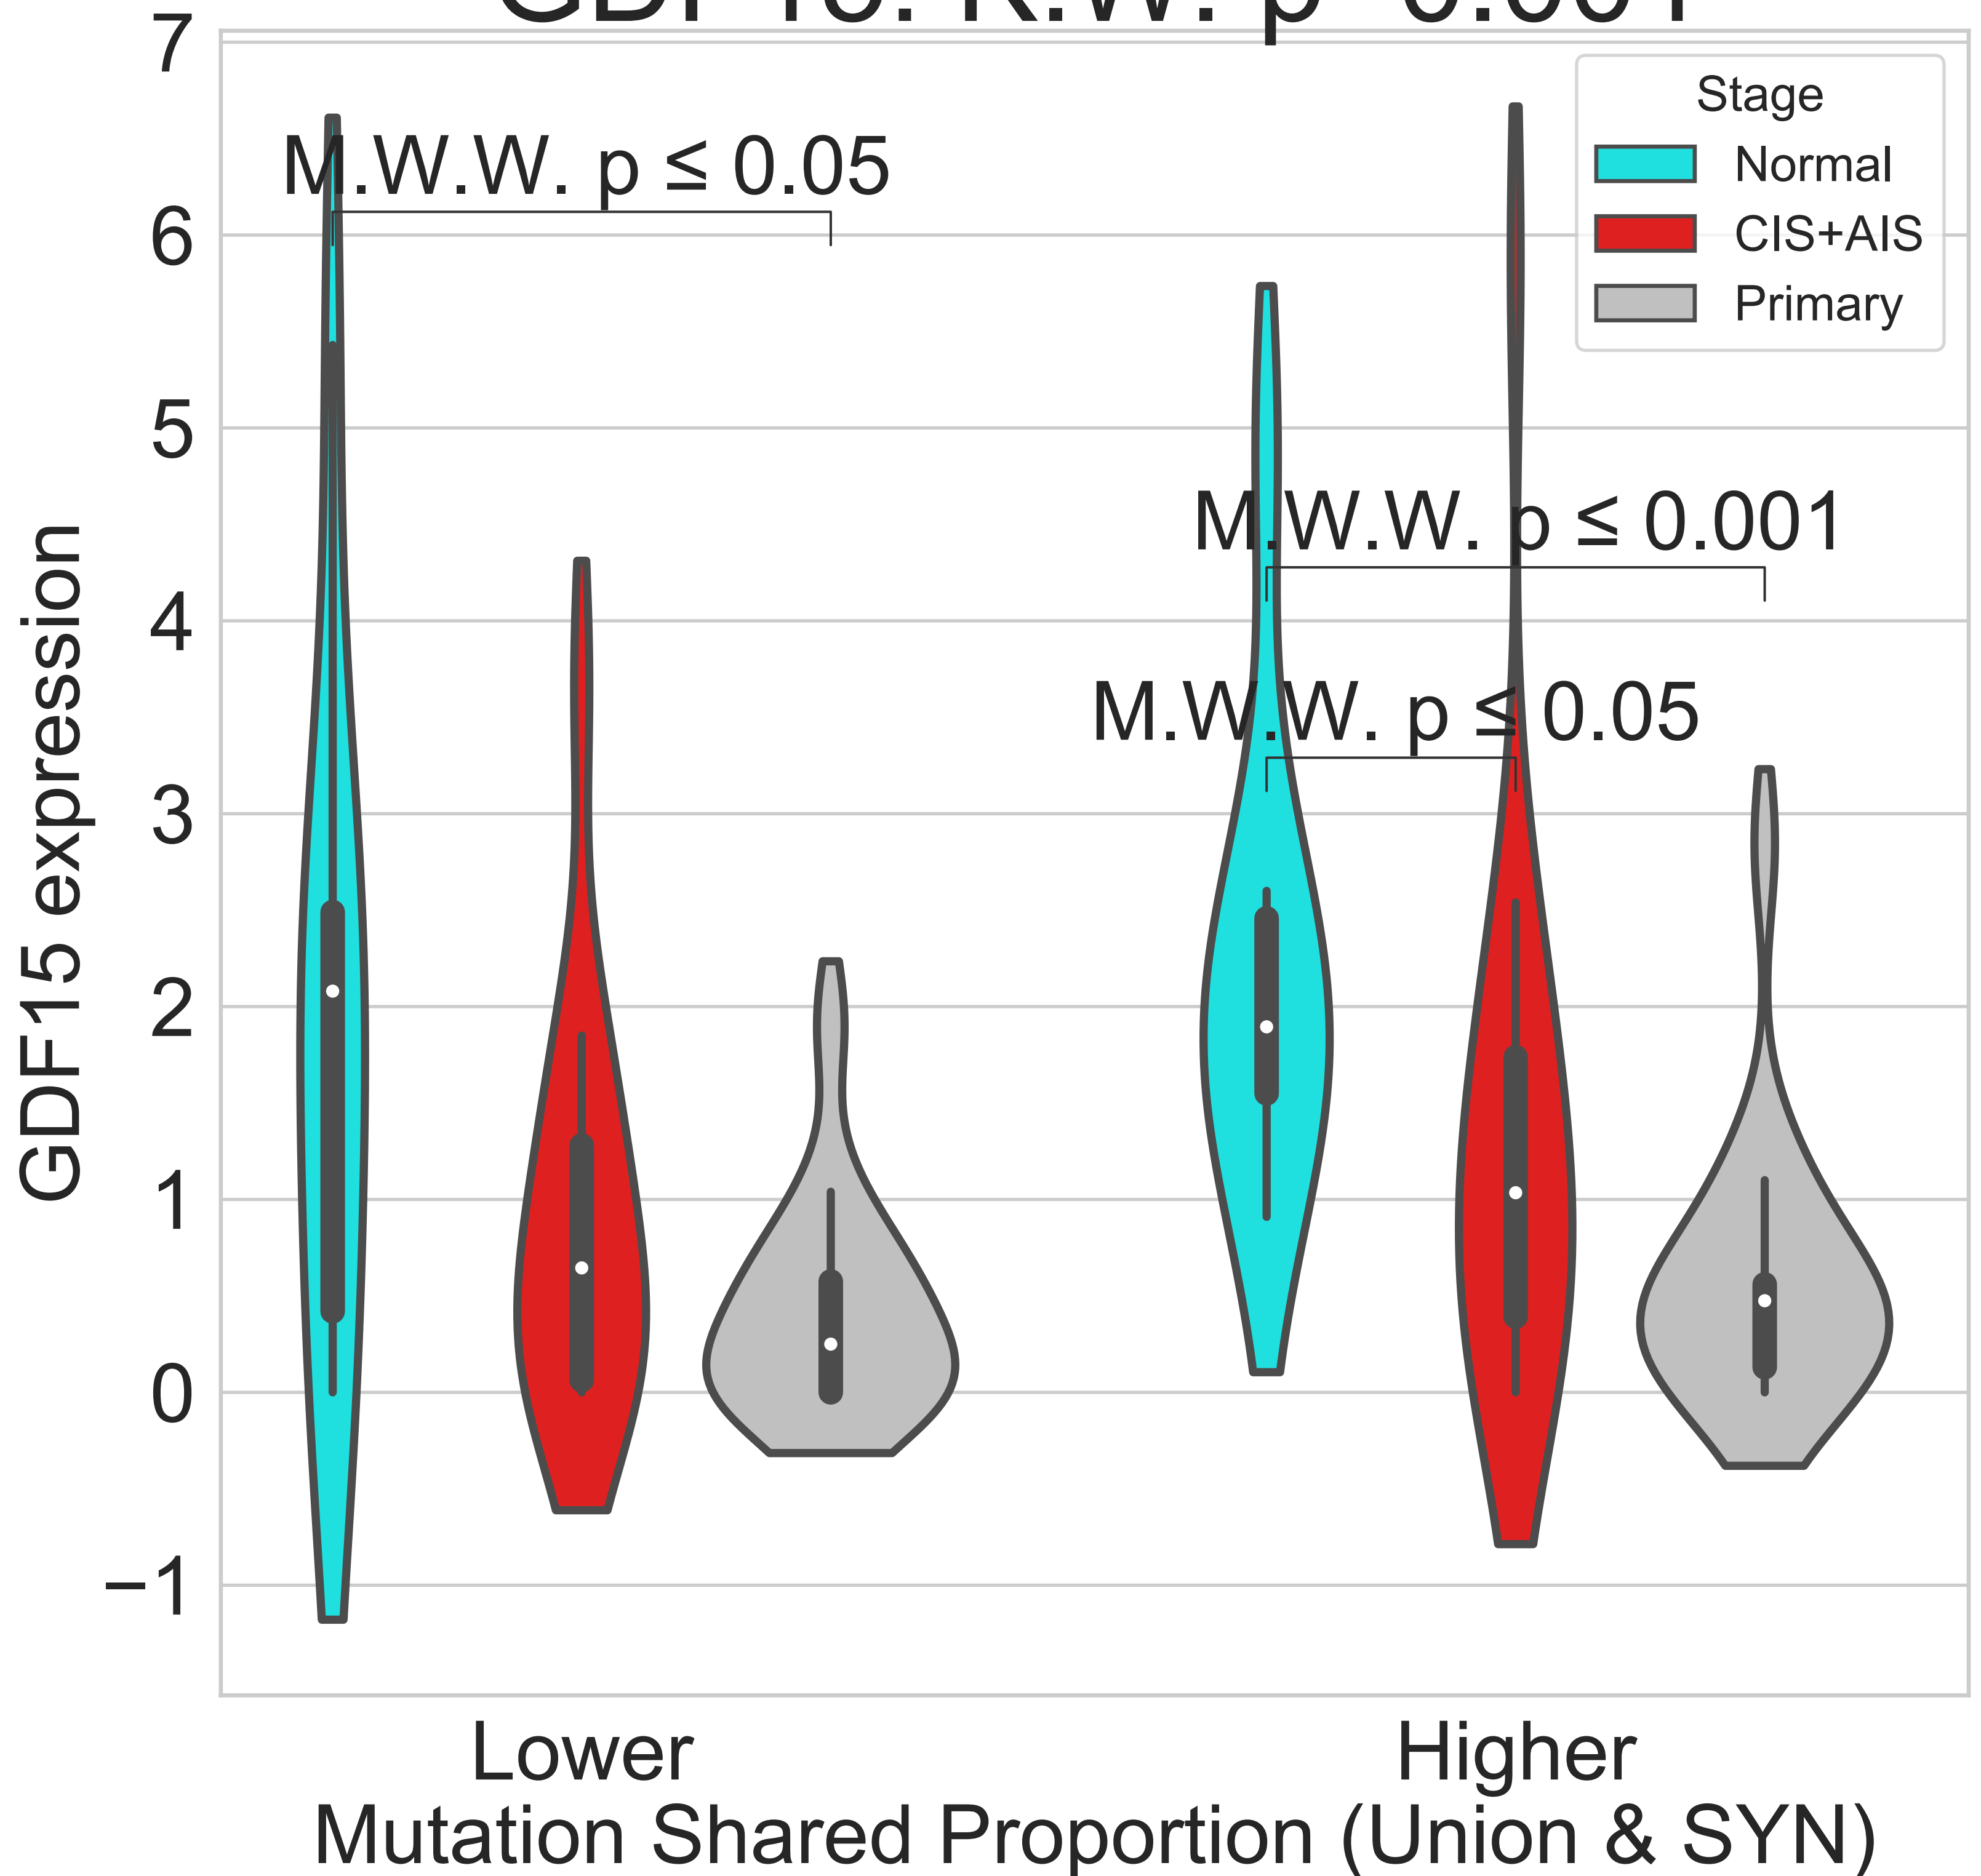 7
Stage
Normal
CIS+AIS
Primary
M.W.W. p ≤ 0.05
6
5
M.W.W. p ≤ 0.001
4
M.W.W. p ≤ 0.05
3
2
1
0
−1
GDF15 expression
Lower
Higher
Mutation Shared Proportion (Union & SYN)